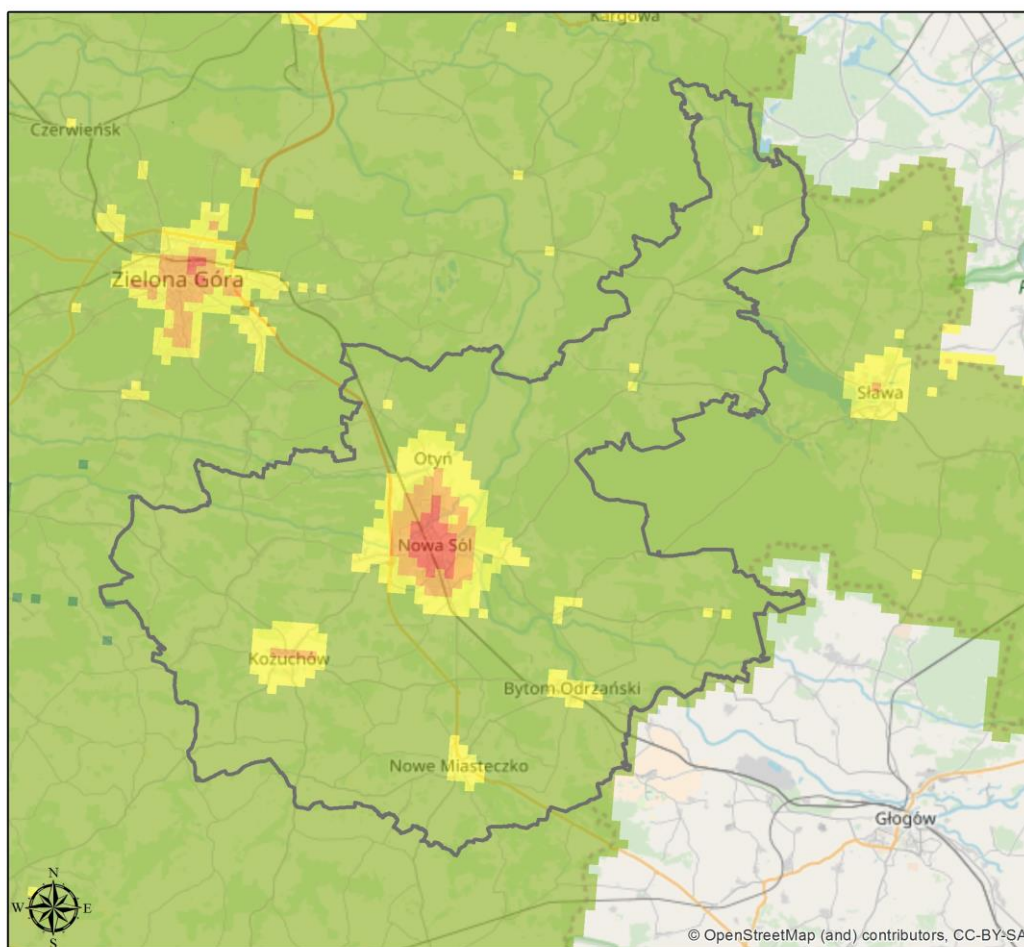 Kargowa
Czerwieńsk
Zielona Góra
Sława
Otyń
Nowa Sól
Kożuchów
Bytom Odrzański
Nowe Miasteczko
Głogów
N
W
E
S
© OpenStreetMap (and) contributors, CC-BY-SA